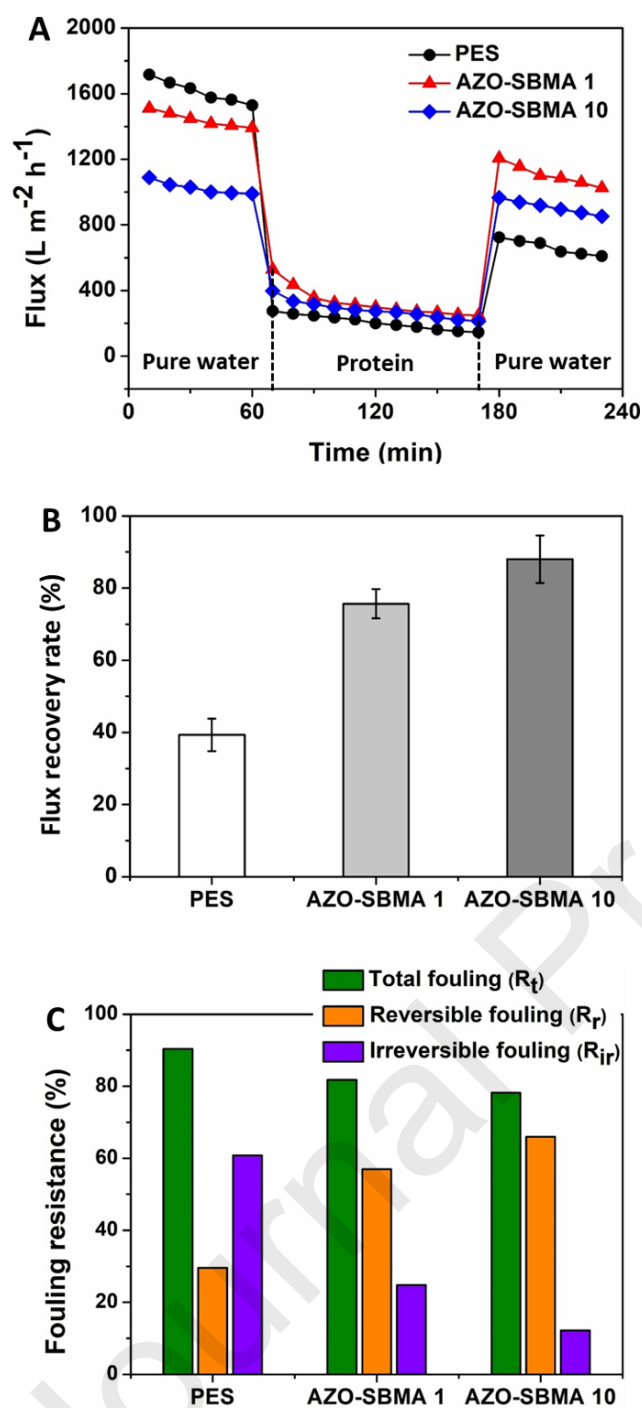 A
PES
AZO-SBMA 1
AZO-SBMA 10
Flux (L m⁻² h⁻¹)
2000
1600
1200
800
400
0
Pure water
Protein
Pure water
0 60 120 180 240
Time (min)
B
Flux recovery rate (%)
100
80
60
40
20
0
PES AZO-SBMA 1 AZO-SBMA 10
Total fouling (Rt)
Reversible fouling (Rr)
Irreversible fouling (Rir)
C
Fouling resistance (%)
100
80
60
40
20
0
PES AZO-SBMA 1 AZO-SBMA 10
Journal Pr